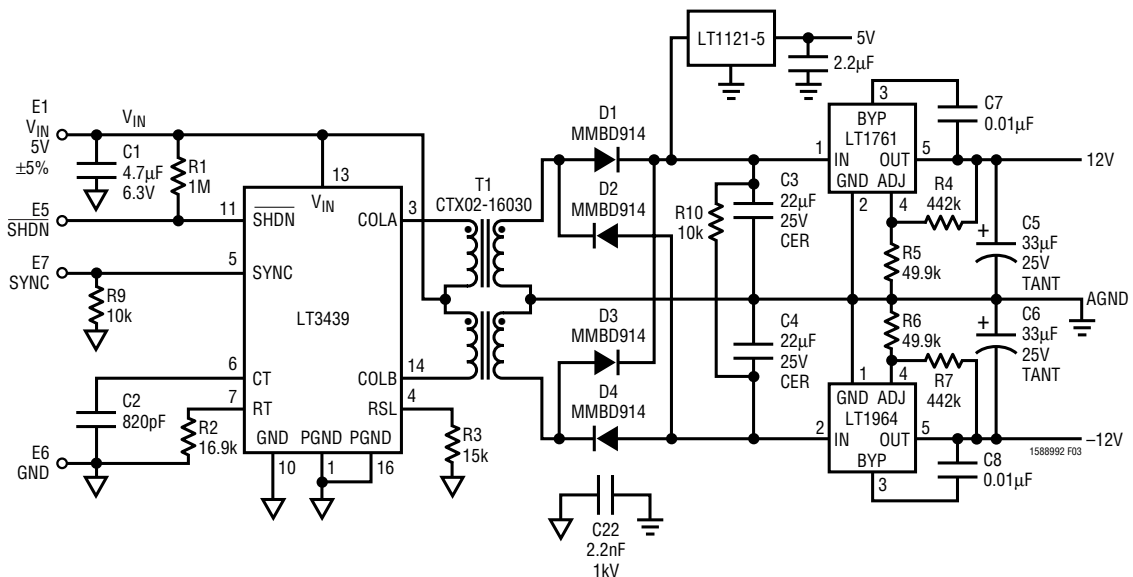 LT1121-5
5V
2.2µF
E1
VIN
5V
±5%
VIN
C1
4.7µF
6.3V
R1
1M
E5
SHDN
E7
SYNC
R9
10k
C2
820pF
E6
GND
R2
16.9k
13
VIN
11
SHDN
5
SYNC
LT3439
6
CT
7
RT
GND
PGND
PGND
10
1
16
3
COLA
14
COLB
4
RSL
R3
15k
T1
CTX02-16030
D1
MMBD914
D2
MMBD914
D3
MMBD914
D4
MMBD914
R10
10k
C3
22µF
25V
CER
C4
22µF
25V
CER
C22
2.2nF
1kV
3
BYP
LT1761
1
IN
OUT
5
GND
ADJ
2
4
C7
0.01µF
12V
R4
442k
R5
49.9k
C5
33µF
25V
TANT
+
AGND
R6
49.9k
R7
442k
C6
33µF
25V
TANT
+
1
4
GND
ADJ
LT1964
2
IN
OUT
5
BYP
3
C8
0.01µF
–12V
1588992 F03